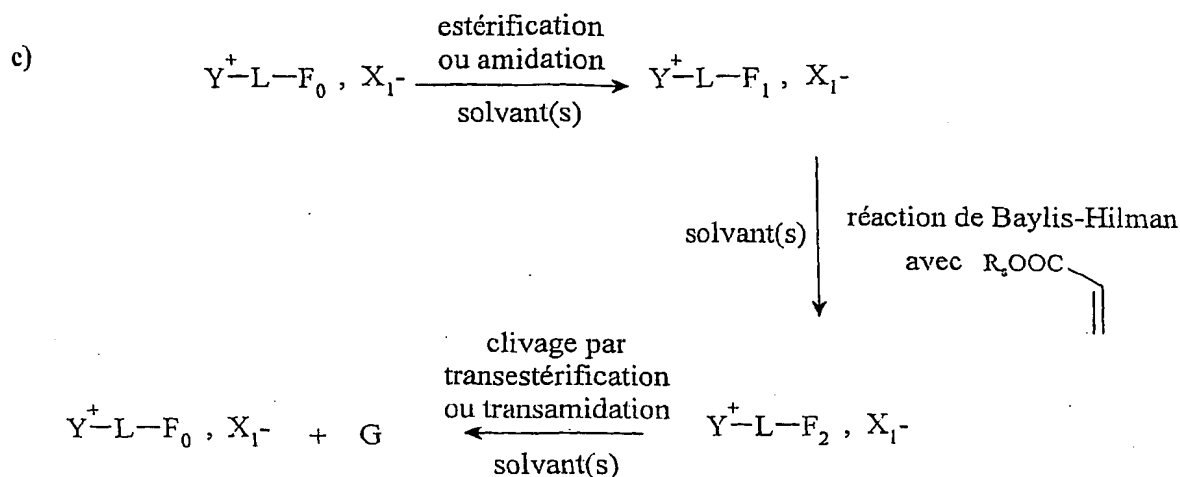 c)
estérification
ou amidation
Y⁺—L—F₀ , X₁-
solvant(s)
Y⁺—L—F₁ , X₁-
solvant(s)
réaction de Baylis-Hilman
avec RₛOOC
clivage par
transestérification
ou transamidation
Y⁺—L—F₀ , X₁- + G
solvant(s)
Y⁺—L—F₂ , X₁-